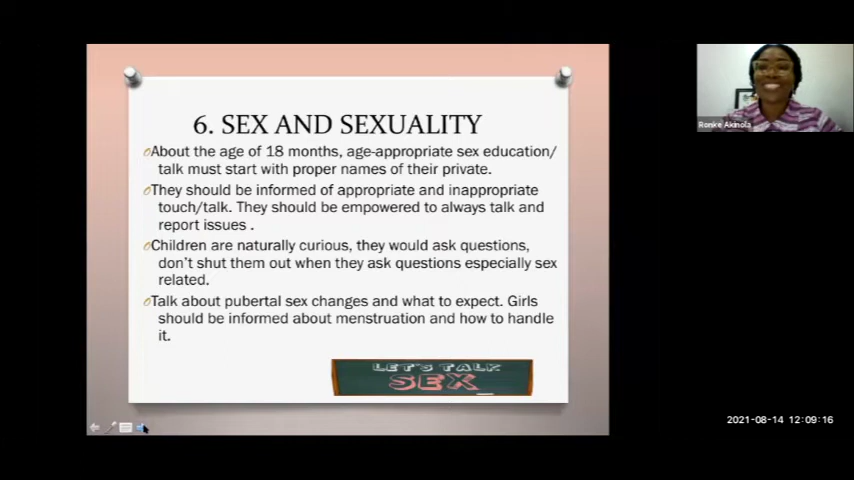 6. SEX AND SEXUALITY
About the age of 18 months, age-appropriate sex education/
talk must start with proper names of their private.
They should be informed of appropriate and inappropriate
touch/talk. They should be empowered to always talk and
report issues .
Children are naturally curious, they would ask questions,
don't shut them out when they ask questions especially sex
related.
Talk about pubertal sex changes and what to expect. Girls
should be informed about menstruation and how to handle
it.
LET'S TALK
SEX
Ronke Akinola
2021-08-14 12:09:16